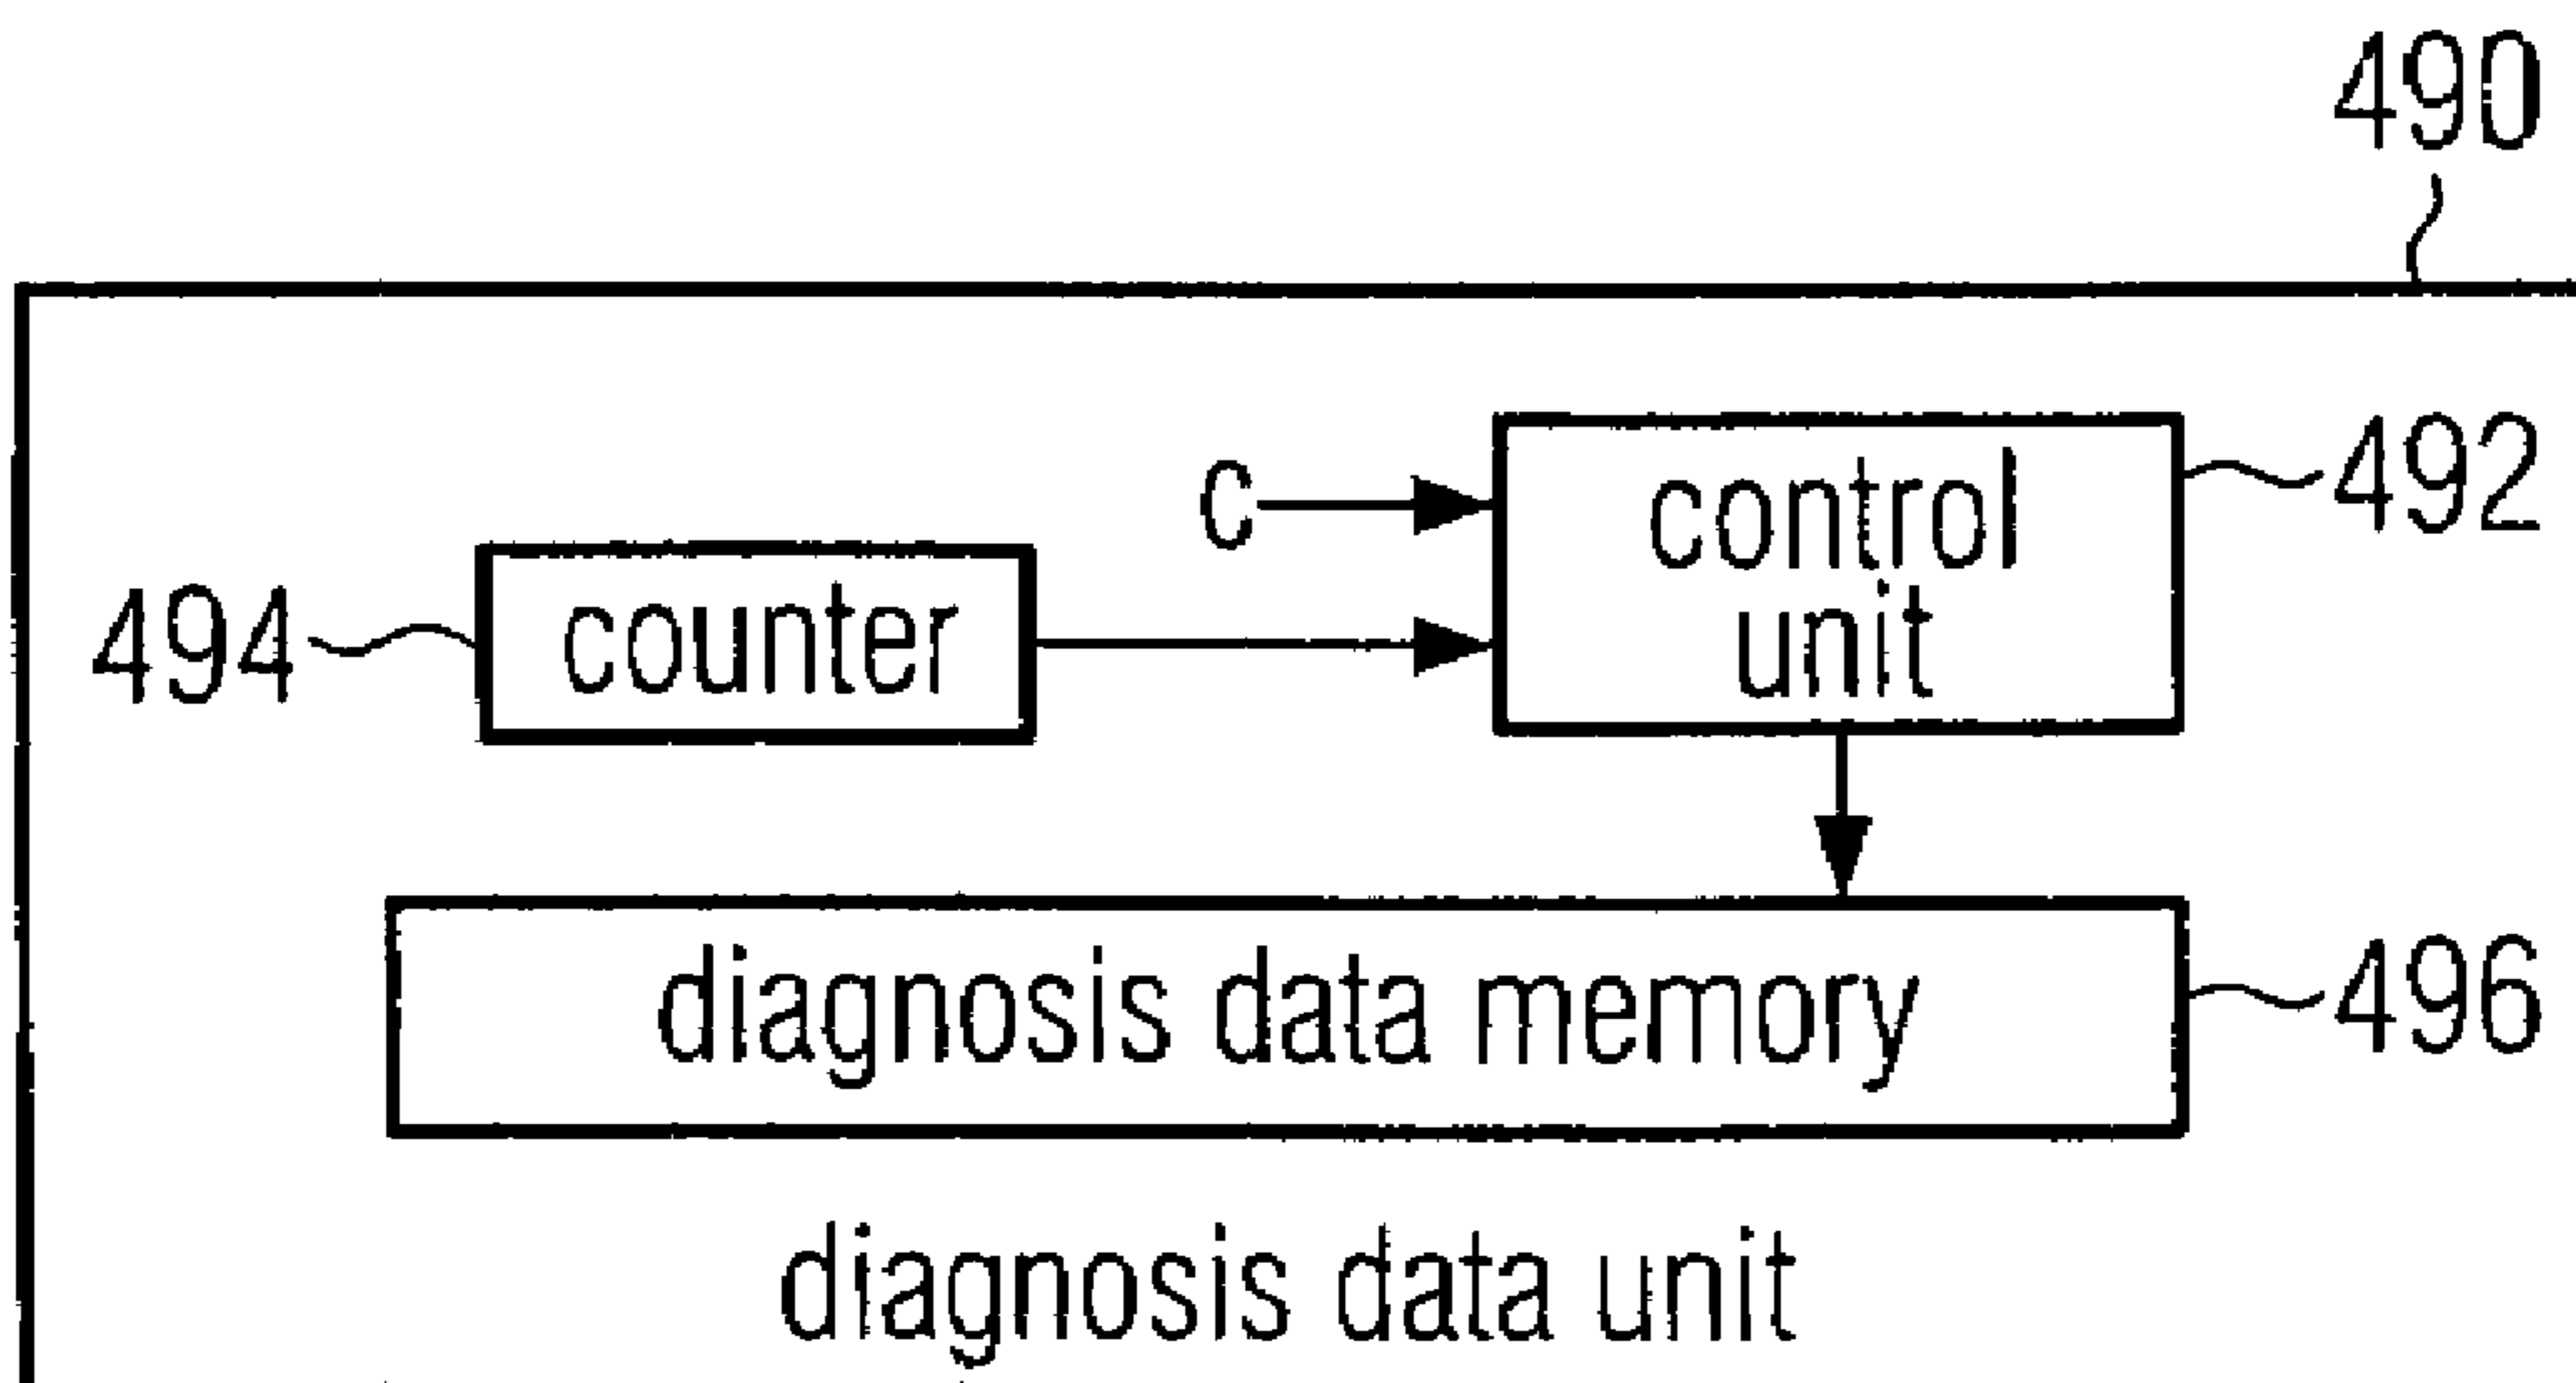 490
C
control
unit
492
494
counter
diagnosis data memory
496
diagnosis data unit